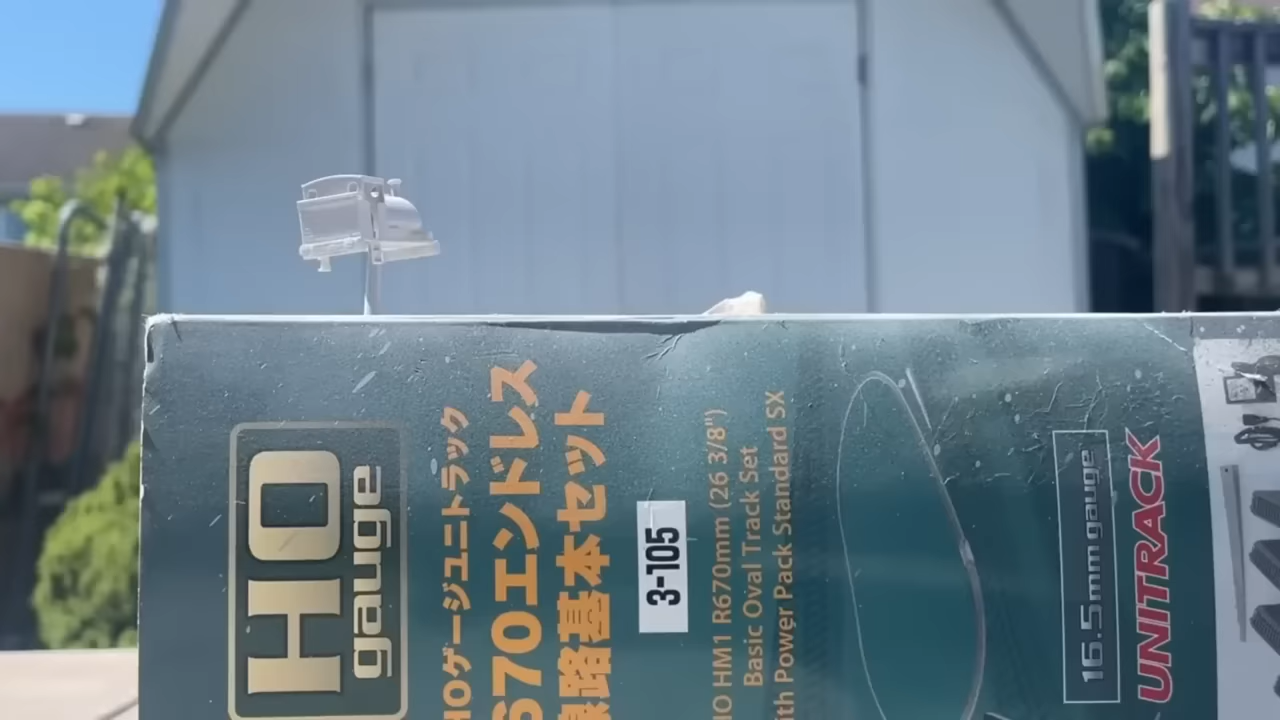 HO
gauge
HOゲージユニトラック
670エンドレス
線路基本セット
3-105
HO HM1 R670mm (26 3/8")
Basic Oval Track Set
with Power Pack Standard SX
16.5mm gauge
UNITRACK